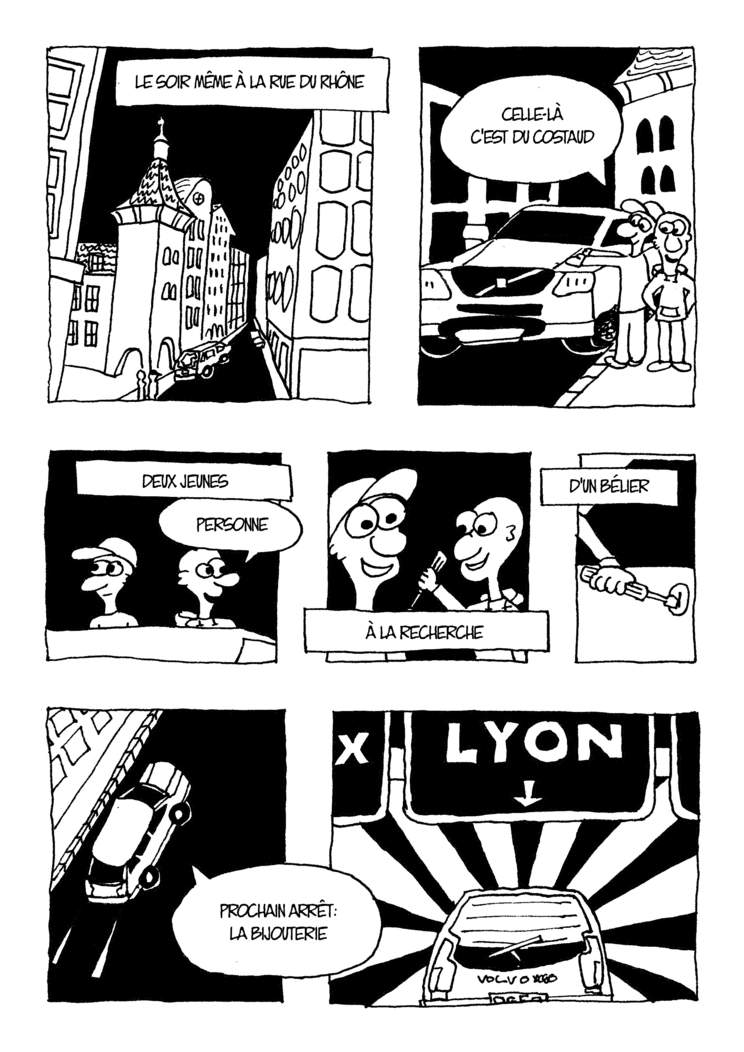 LE SOIR MÊME À LA RUE DU RHÔNE
CELLE-LÀ
C'EST DU COSTAUD
DEUX JEUNES
PERSONNE
À LA RECHERCHE
D'UN BÉLIER
X
LYON
PROCHAIN ARRÊT:
LA BIJOUTERIE
VOLVO